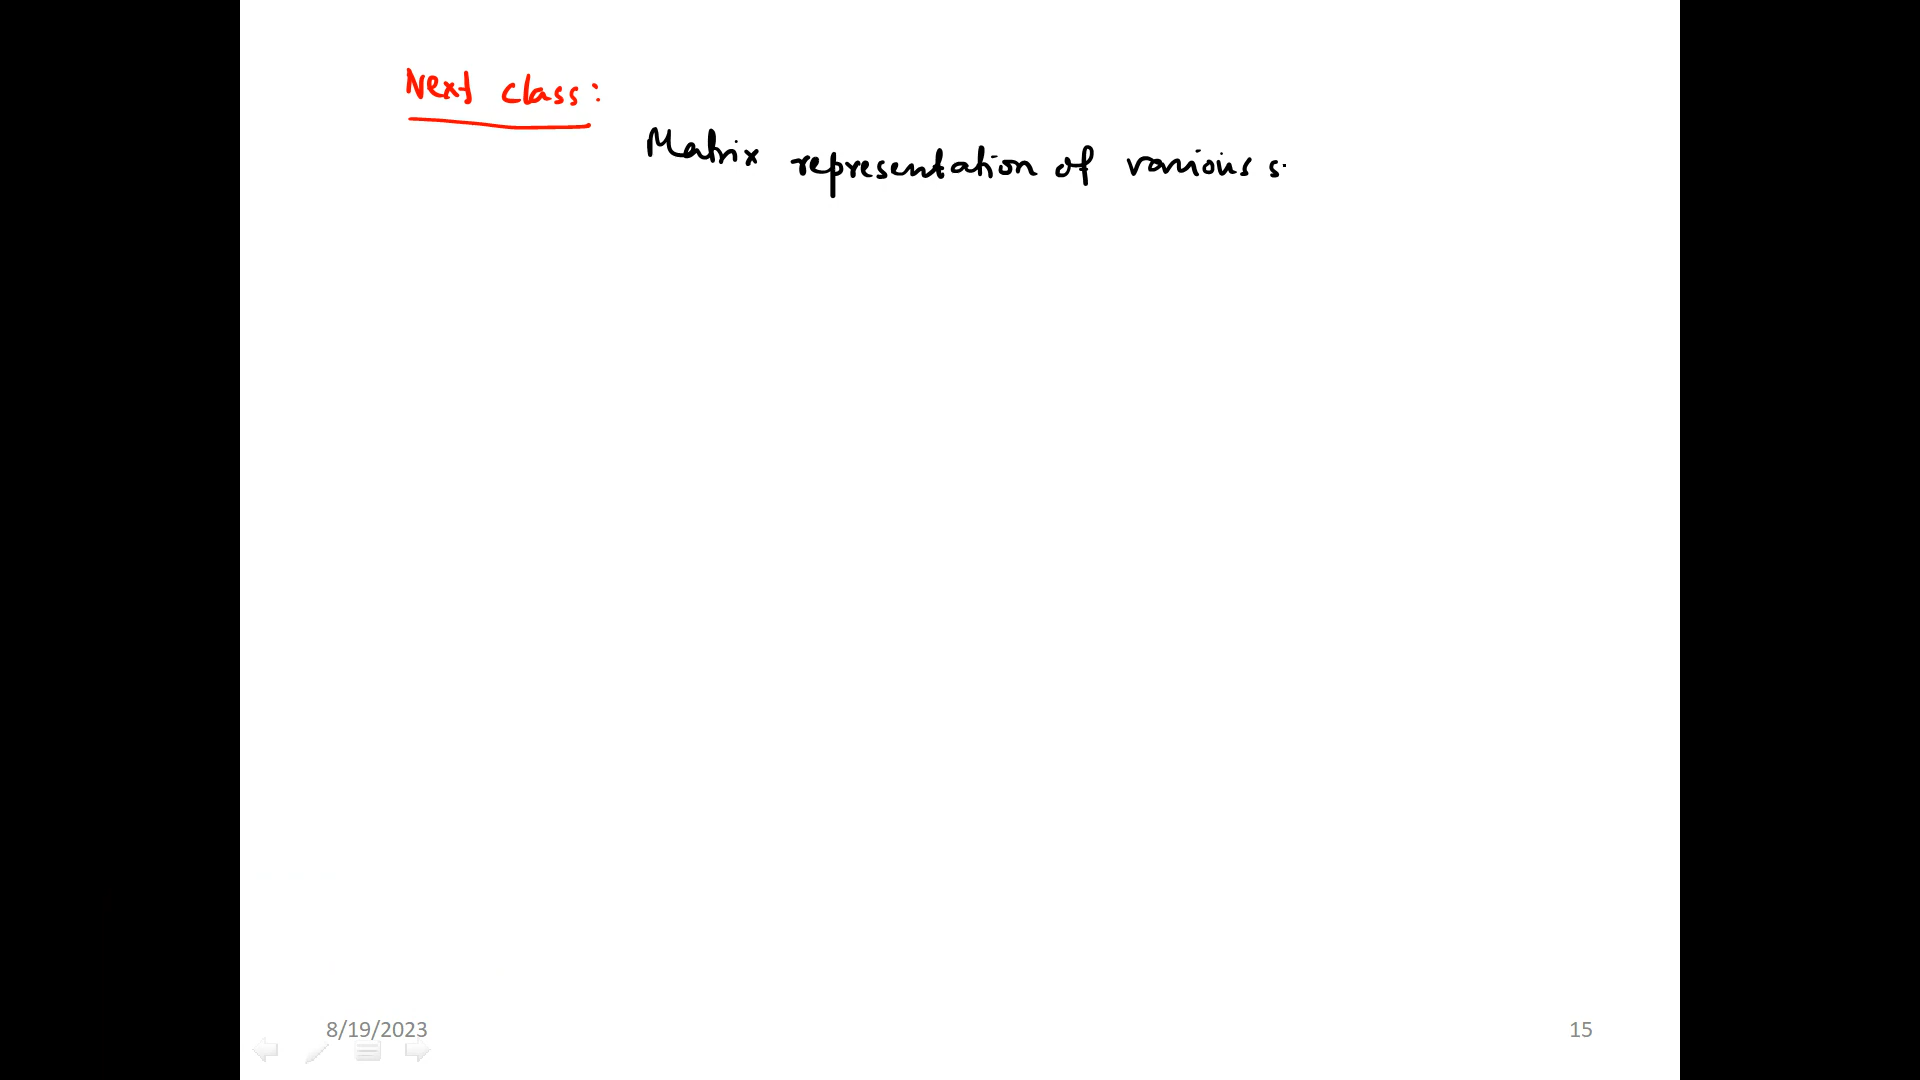 Next class:
Matrix representation of various s
8/19/2023
15